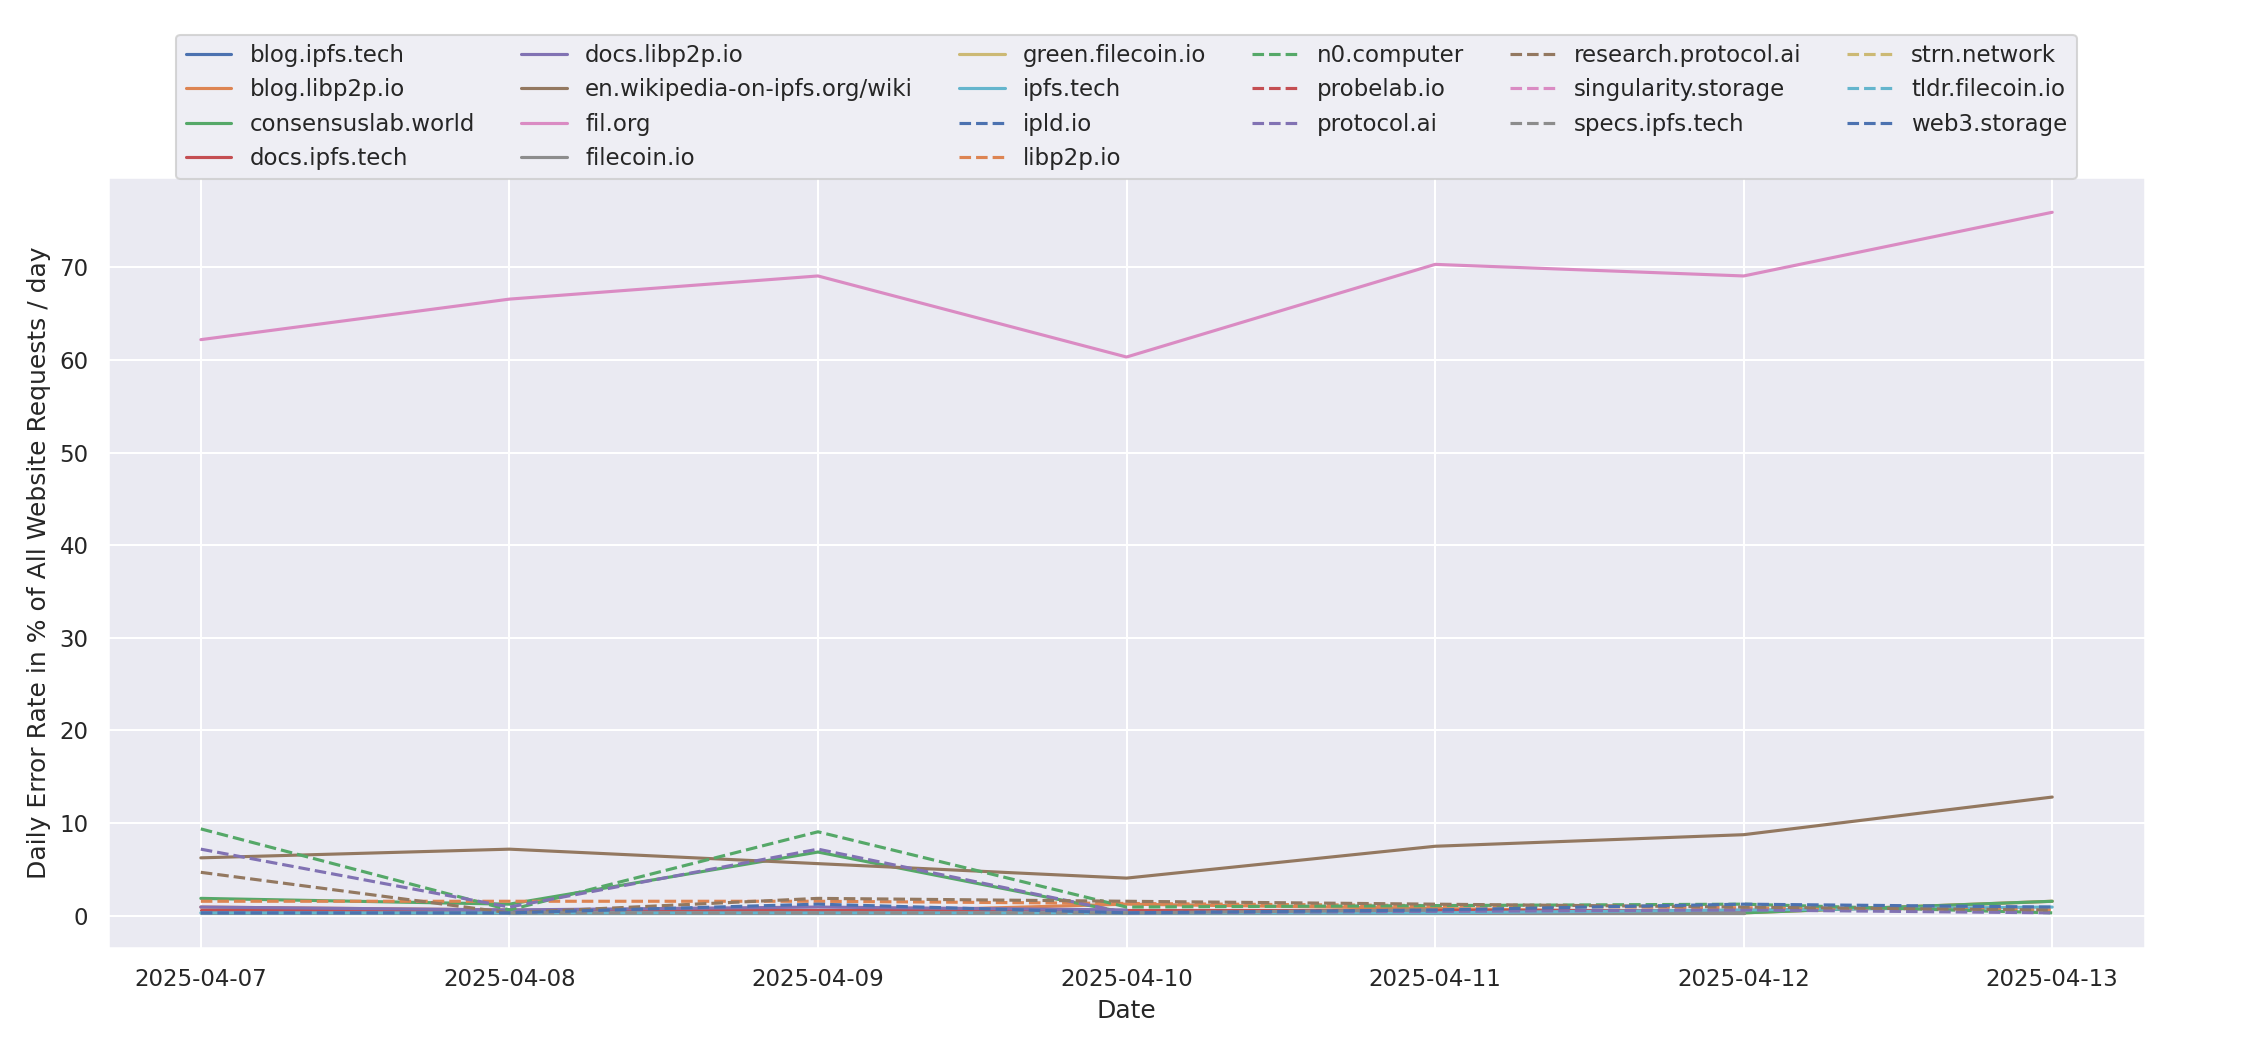 blog.ipfs.tech
blog.libp2p.io
consensuslab.world
docs.ipfs.tech
docs.libp2p.io
en.wikipedia-on-ipfs.org/wiki
fil.org
filecoin.io
green.filecoin.io
ipfs.tech
ipld.io
libp2p.io
n0.computer
probelab.io
protocol.ai
research.protocol.ai
singularity.storage
specs.ipfs.tech
strn.network
tldr.filecoin.io
web3.storage
Daily Error Rate in % of All Website Requests / day
70
60
50
40
30
20
10
0
2025-04-07
2025-04-08
2025-04-09
2025-04-10
2025-04-11
2025-04-12
2025-04-13
Date